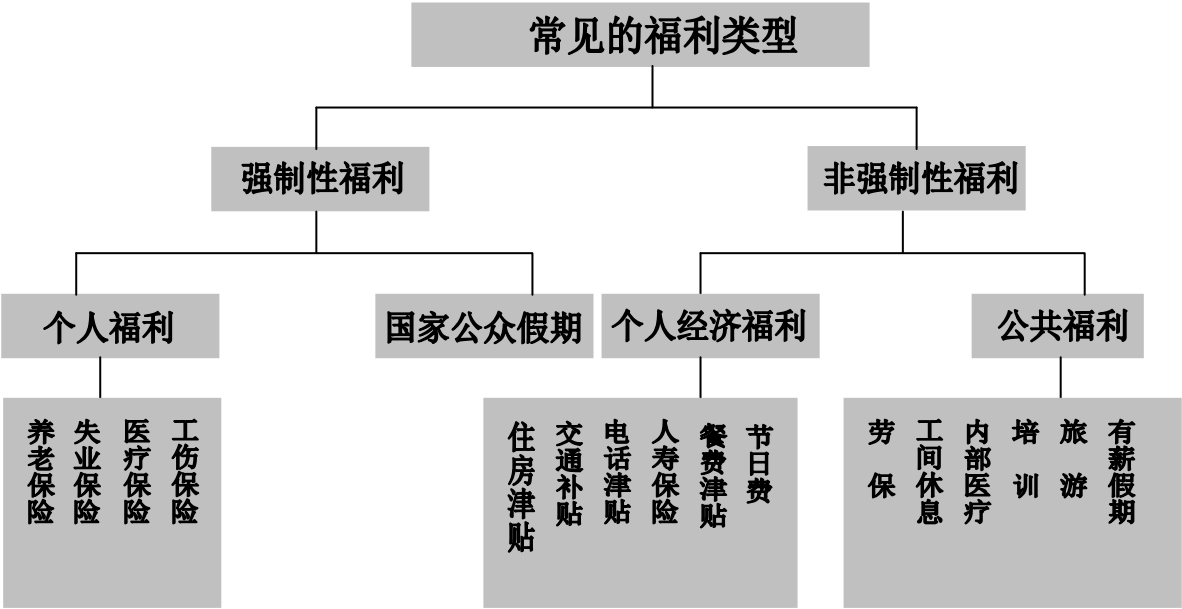 常见的福利类型
强制性福利
非强制性福利
个人福利
国家公众假期
个人经济福利
公共福利
养老保险
失业保险
医疗保险
工伤保险
住房津贴
交通补贴
电话津贴
人寿保险
餐费津贴
节日费
劳保
工间休息
内部医疗
培训
旅游
有薪假期